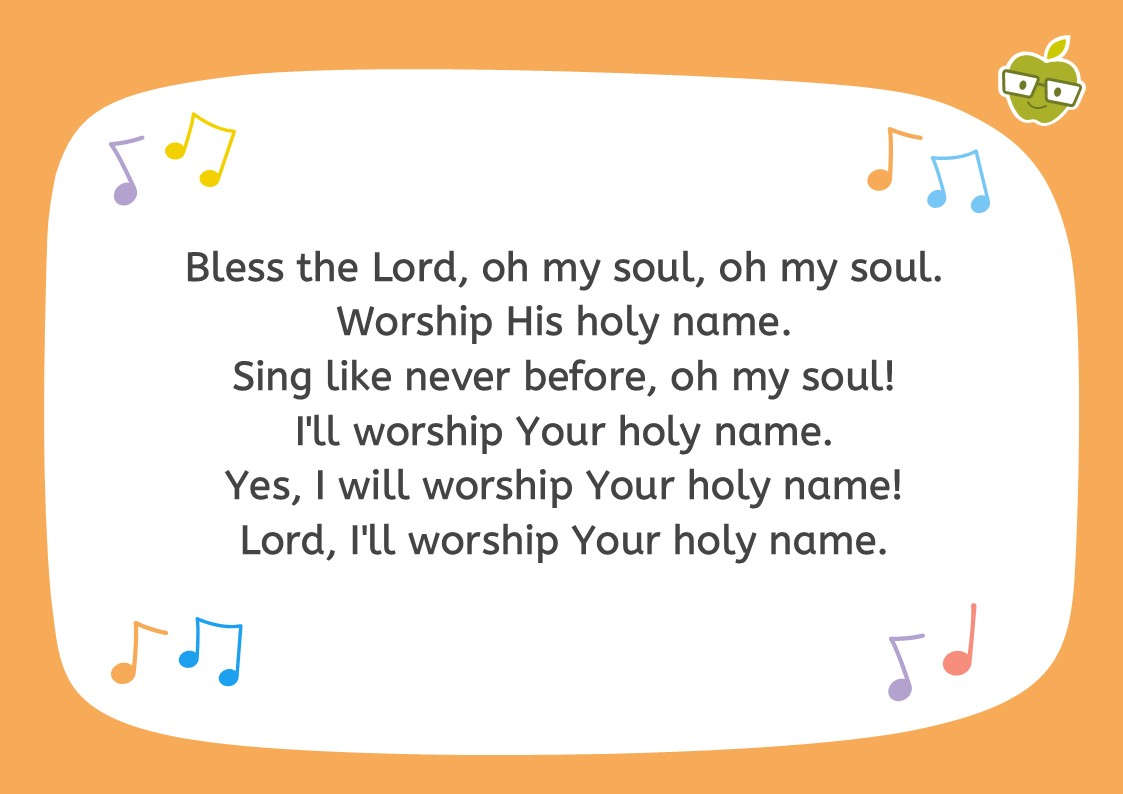 Bless the Lord, oh my soul, oh my soul.
Worship His holy name.
Sing like never before, oh my soul!
I'll worship Your holy name.
Yes, I will worship Your holy name!
Lord, I'll worship Your holy name.